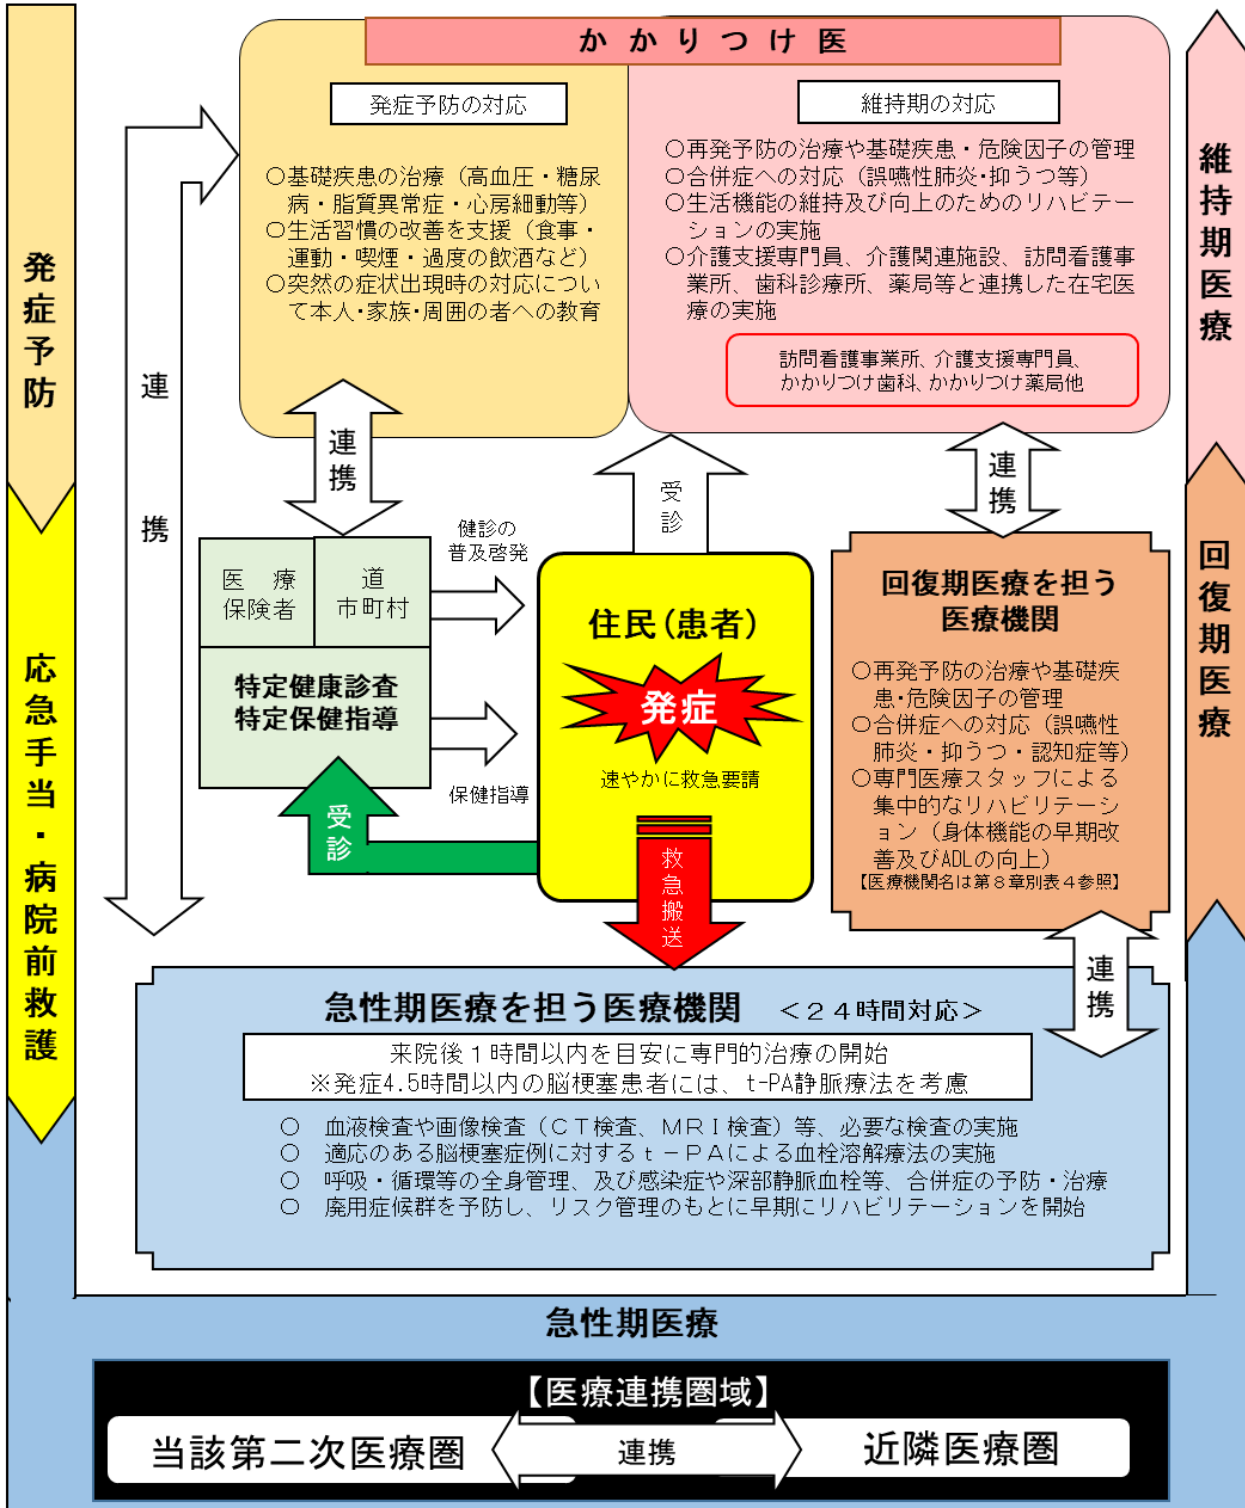 かかりつけ医
発症予防の対応
○基礎疾患の治療（高血圧・糖尿
病・脂質異常症・心房細動等）
○生活習慣の改善を支援（食事・
運動・喫煙・過度の飲酒など）
○突然の症状出現時の対応につい
て本人・家族・周囲の者への教育
維持期の対応
○再発予防の治療や基礎疾患・危険因子の管理
○合併症への対応（誤嚥性肺炎・抑うつ等）
○生活機能の維持及び向上のためのリハビテー
ションの実施
○介護支援専門員、介護関連施設、訪問看護事
業所、歯科診療所、薬局等と連携した在宅医
療の実施
訪問看護事業所、介護支援専門員、
かかりつけ歯科、かかりつけ薬局他
発症予防
応急手当・病院前救護
維持期医療
回復期医療
連携
連携
受診
連携
医療
保険者
道
市町村
特定健康診査
特定保健指導
健診の
普及啓発
保健指導
受診
住民（患者）
発症
速やかに救急要請
救急搬送
回復期医療を担う
医療機関
○再発予防の治療や基礎疾
患・危険因子の管理
○合併症への対応（誤嚥性
肺炎・抑うつ・認知症等）
○専門医療スタッフによる
集中的なリハビリテーシ
ョン（身体機能の早期改
善及びADLの向上）
【医療機関名は第８章別表４参照】
連携
急性期医療を担う医療機関 ＜２４時間対応＞
来院後１時間以内を目安に専門的治療の開始
※発症4.5時間以内の脳梗塞患者には、t-PA静脈療法を考慮
○ 血液検査や画像検査（ＣＴ検査、ＭＲＩ検査）等、必要な検査の実施
○ 適応のある脳梗塞症例に対するｔ－ＰＡによる血栓溶解療法の実施
○ 呼吸・循環等の全身管理、及び感染症や深部静脈血栓等、合併症の予防・治療
○ 廃用症候群を予防し、リスク管理のもとに早期にリハビリテーションを開始
急性期医療
【医療連携圏域】
当該第二次医療圏
連携
近隣医療圏